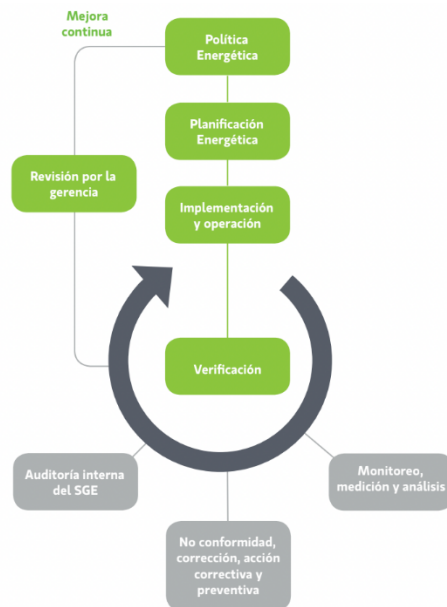 Mejora
continua
Política
Energética
Planificación
Energética
Revisión por la
gerencia
Implementación
y operación
Verificación
Auditoría interna
del SGE
Monitoreo,
medición y análisis
No conformidad,
corrección, acción
correctiva y
preventiva